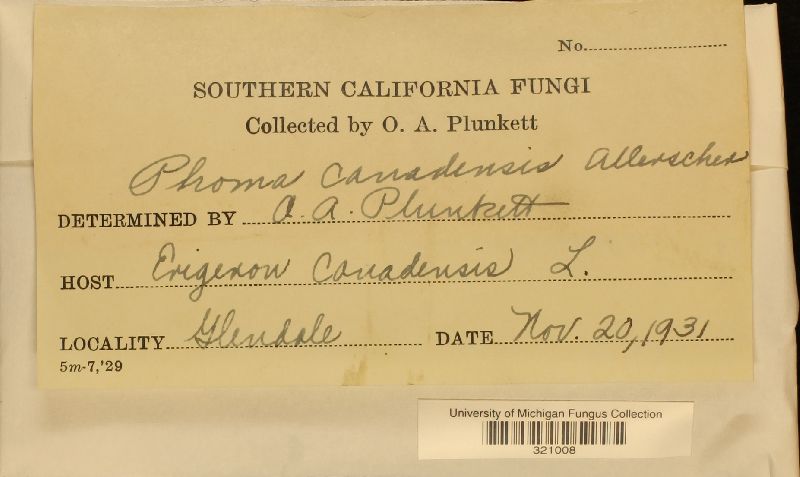 No.
SOUTHERN CALIFORNIA FUNGI
Collected by O. A. Plunkett
Phoma Canadensis Allerscher
DETERMINED BY O. A. Plunkett
HOST Erigeron Canadensis L.
LOCALITY Glendale DATE Nov. 20, 1931
5m-7,'29
University of Michigan Fungus Collection
321008